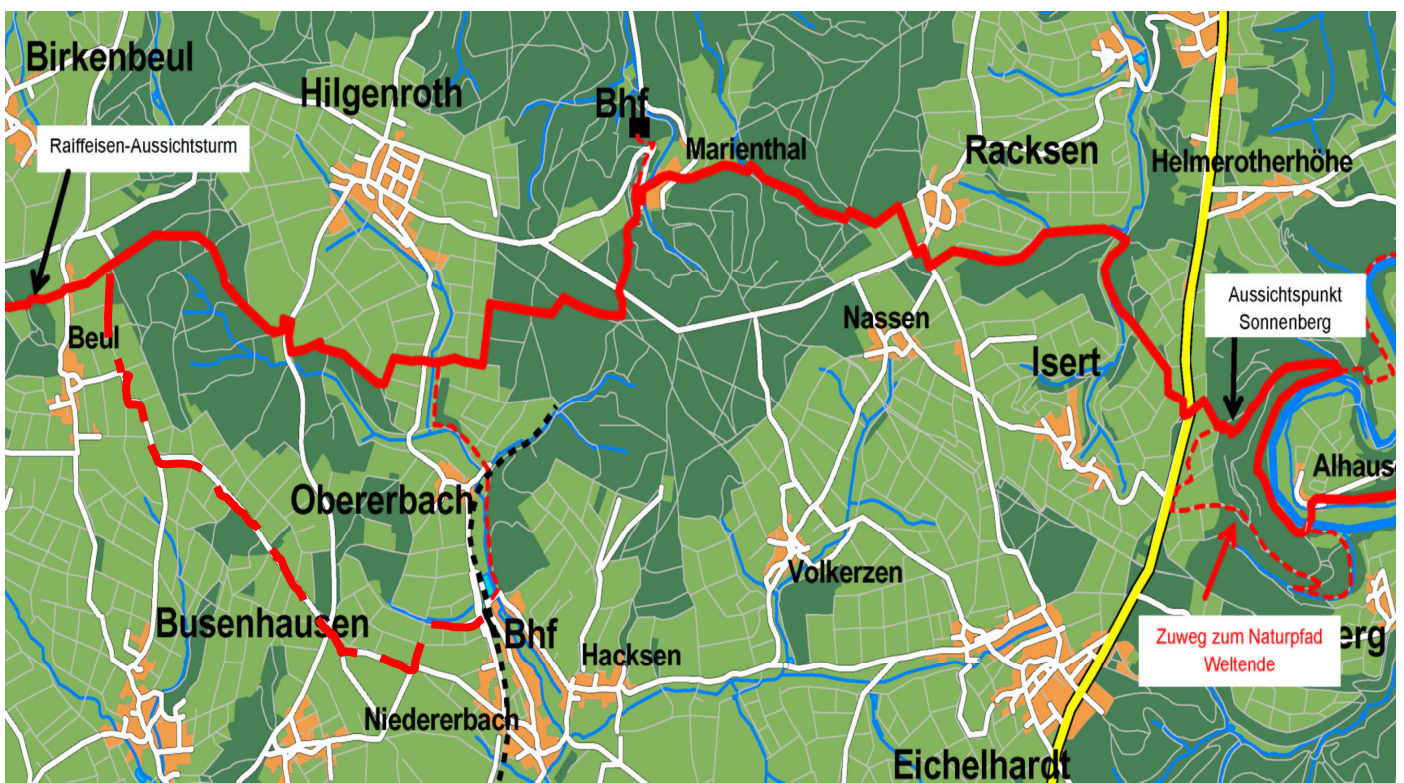 Birkenbeul
Hilgenroth
Bhf
Raiffeisen-Aussichtsturm
Marienthal
Racksen
Helmerotherhöhe
Aussichtspunkt
Sonnenberg
Beul
Nassen
Isert
Alhaus
Obererbach
Volkerzen
Busenhausen
Bhf
Hacksen
Zuweg zum Naturpfad
Weltende
erg
Niedererbach
Eichelhardt